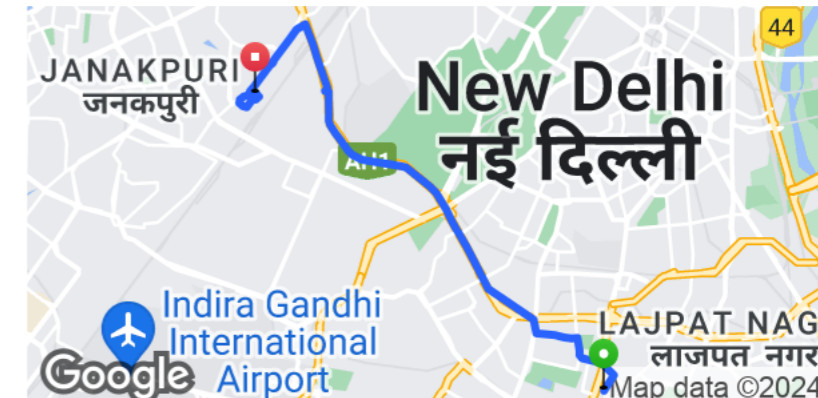 44
JANAKPURI
जनकपुरी
New Delhi
नई दिल्ली
AH1
Indira Gandhi
International
Airport
LAJPAT NAG
लाजपत नगर
Google
Map data ©2024